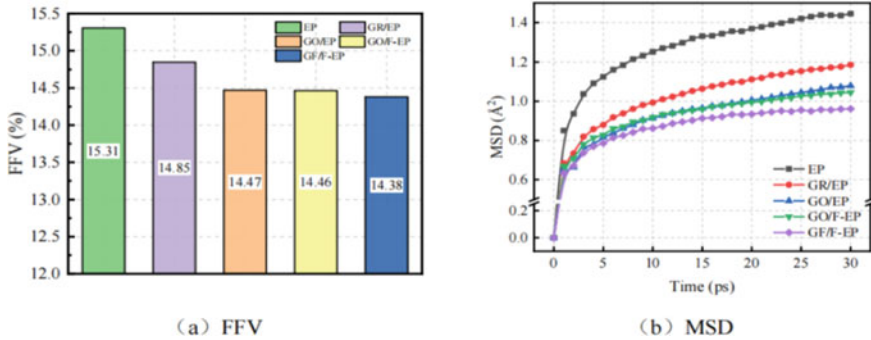 15.5
15.0
14.5
14.0
13.5
13.0
12.5
12.0
FFV (%)
EP
GR/EP
GO/EP
GO/F-EP
GF/F-EP
15.31
14.85
14.47
14.46
14.38
(a) FFV
1.4
1.2
1.0
0.8
0.6
0.2
0.0
MSD (Å²)
EP
GR/EP
GO/EP
GO/F-EP
GF/F-EP
0 5 10 15 20 25 30
Time (ps)
(b) MSD